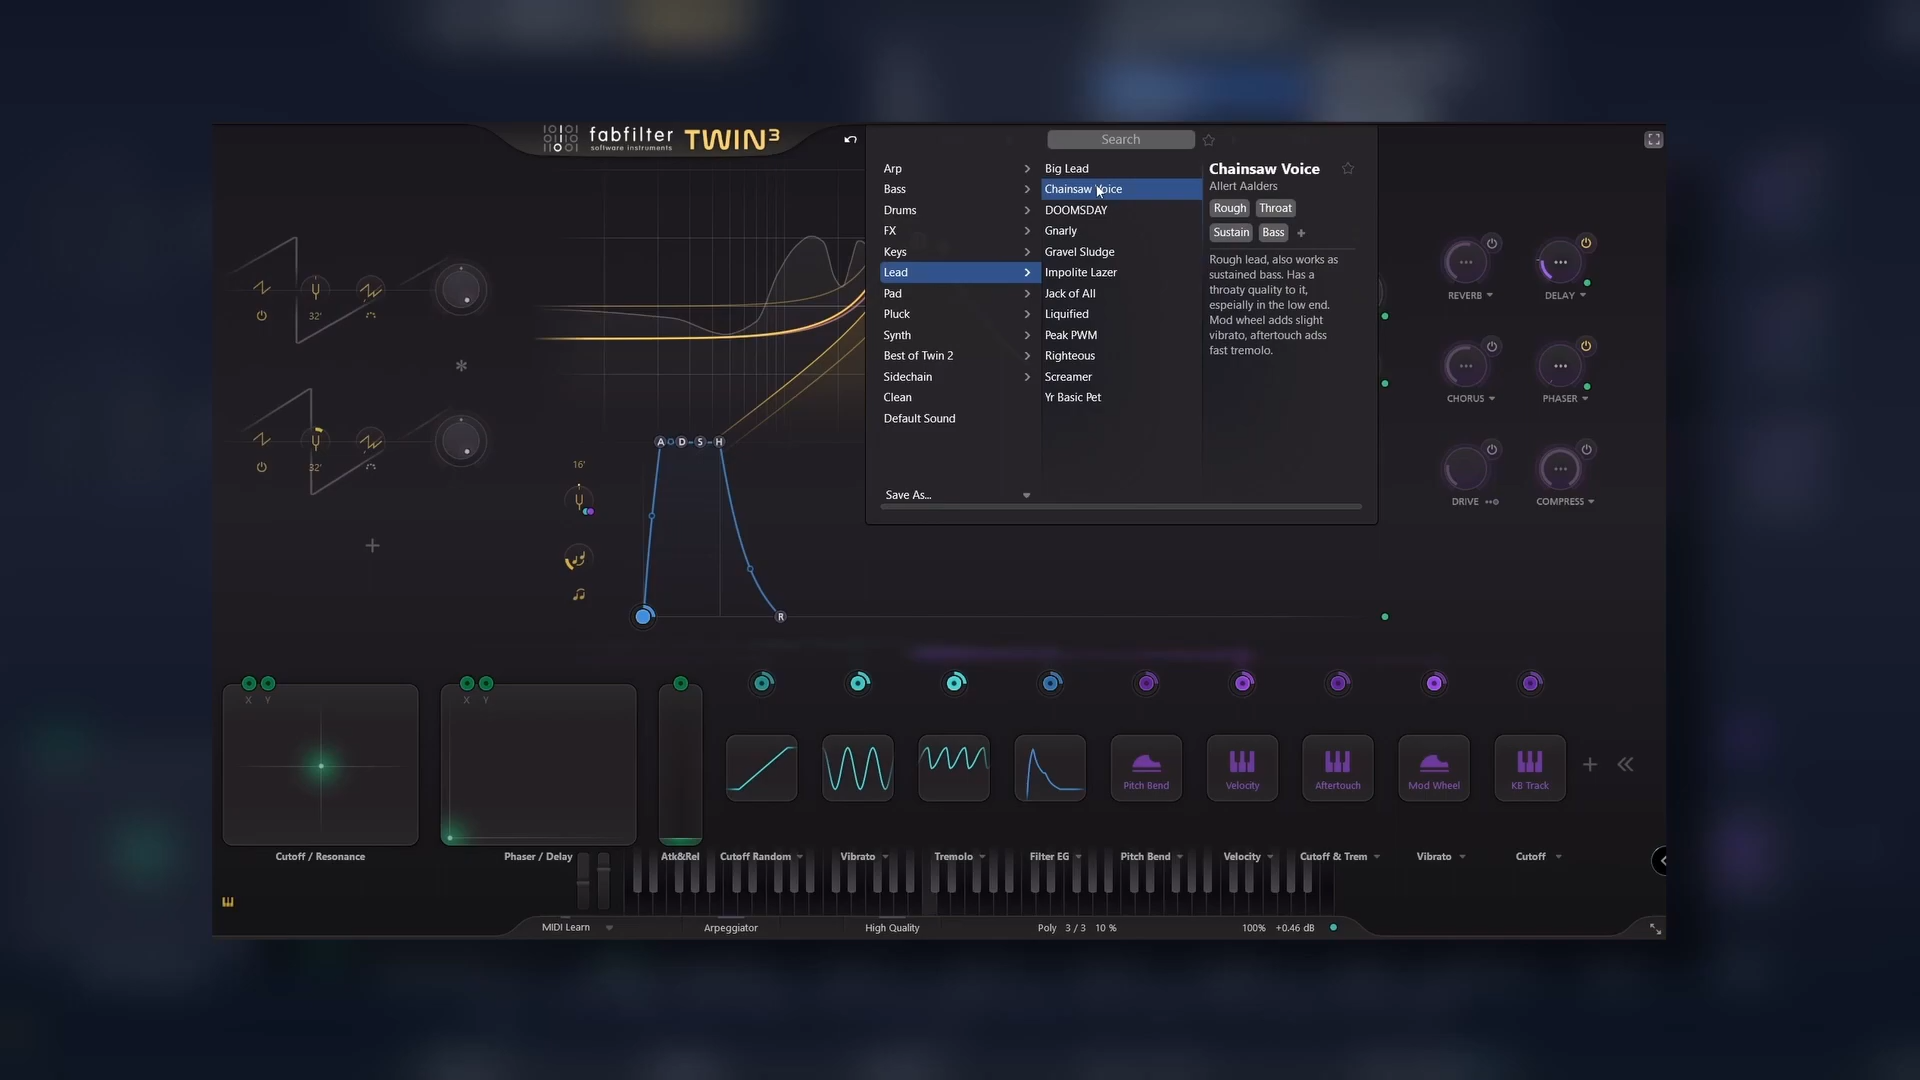 fabfilter TWIN3
software instruments
Search
Arp
Bass
Drums
FX
Keys
Lead
Pad
Pluck
Synth
Best of Twin 2
Sidechain
Clean
Default Sound
Save As...
Big Lead
Chainsaw Voice
DOOMSDAY
Gnarly
Gravel Sludge
Impolite Lazer
Jack of All
Liquified
Peak PWM
Righteous
Screamer
Yr Basic Pet
Chainsaw Voice
Allert Aalders
Rough Throat
Sustain Bass +
Rough lead, also works as
sustained bass. Has a
throaty quality to it,
espeially in the low end.
Mod wheel adds slight
vibrato, aftertouch adss
fast tremolo.
32'
32'
16'
A D S H
R
REVERB DELAY
CHORUS PHASER
DRIVE COMPRESS
X Y
X Y
Pitch Bend Velocity Aftertouch Mod Wheel KB Track
Cutoff / Resonance Phaser / Delay Atk&Rel Cutoff Random Vibrato Tremolo Filter EG Pitch Bend Velocity Cutoff & Trem Vibrato Cutoff
MIDI Learn Arpeggiator High Quality Poly 3 / 3 10 % 100% +0.46 dB